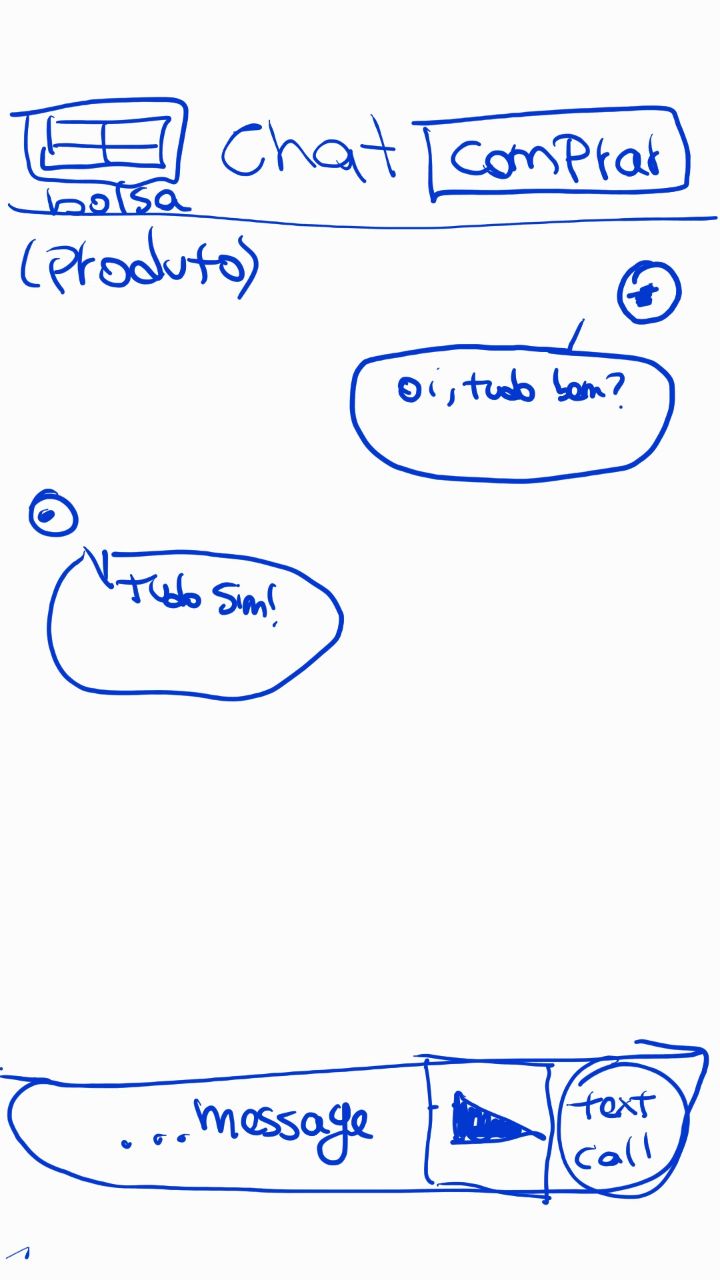 Chat
comprar
bolsa
(produto)
oi, tudo bom?
Tudo sim!
...message
text
call